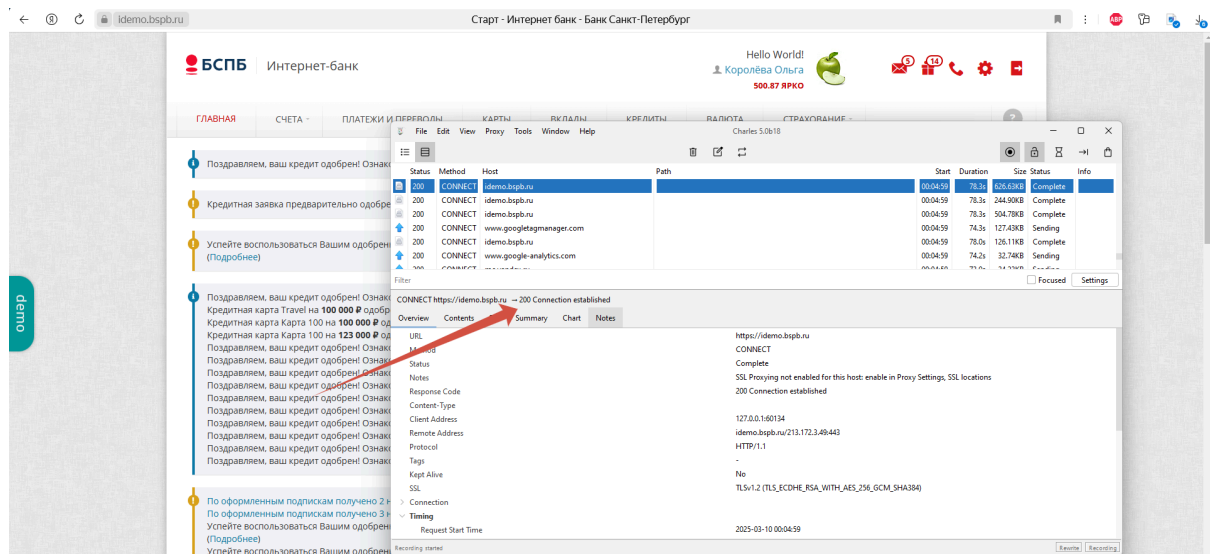 idemo.bspb.ru
Старт - Интернет банк - Банк Санкт-Петербург
ABP
БСПБ
Интернет-банк
Hello World!
Королёва Ольга
500.87 ЯРКО
5
14
ГЛАВНАЯ СЧЕТА ПЛАТЕЖИ И ПЕРЕВОДЫ КАРТЫ ВКЛАДЫ КРЕДИТЫ ВАЛЮТА СТРАХОВАНИЕ ?
demo
Поздравляем, ваш кредит одобрен! Ознак
Кредитная заявка предварительно одобре
Успейте воспользоваться Вашим одобрен
(Подробнее)
Поздравляем, ваш кредит одобрен! Ознак
Кредитная карта Travel на 100 000 ₽ одобр
Кредитная карта Карта 100 на 100 000 ₽ од
Кредитная карта Карта 100 на 123 000 ₽ од
Поздравляем, ваш кредит одобрен! Ознак
Поздравляем, ваш кредит одобрен! Ознак
Поздравляем, ваш кредит одобрен! Ознак
Поздравляем, ваш кредит одобрен! Ознак
Поздравляем, ваш кредит одобрен! Ознак
Поздравляем, ваш кредит одобрен! Ознак
Поздравляем, ваш кредит одобрен! Ознак
Поздравляем, ваш кредит одобрен! Ознак
Поздравляем, ваш кредит одобрен! Ознак
Поздравляем, ваш кредит одобрен! Ознак
По оформленным подпискам получено 2 н
По оформленным подпискам получено 3 н
Успейте воспользоваться Вашим одобрен
(Подробнее)
Успейте воспользоваться Вашим одобрен
File Edit View Proxy Tools Window Help
Charles 5.0b18
Status Method Host Path Start Duration Size Status Info
200 CONNECT idemo.bspb.ru 00:04:59 78.3s 626.63KB Complete
200 CONNECT idemo.bspb.ru 00:04:59 78.3s 244.90KB Complete
200 CONNECT idemo.bspb.ru 00:04:59 78.3s 504.78KB Complete
200 CONNECT www.googletagmanager.com 00:04:59 74.3s 127.43KB Sending
200 CONNECT idemo.bspb.ru 00:04:59 78.0s 126.11KB Complete
200 CONNECT www.google-analytics.com 00:04:59 74.2s 32.74KB Sending
Filter
Focused
Settings
CONNECT https://idemo.bspb.ru → 200 Connection established
Overview Contents Summary Chart Notes
URL https://idemo.bspb.ru
Method CONNECT
Status Complete
Notes SSL Proxying not enabled for this host: enable in Proxy Settings, SSL locations
Response Code 200 Connection established
Content-Type
Client Address 127.0.0.1:60134
Remote Address idemo.bspb.ru/213.172.3.49:443
Protocol HTTP/1.1
Tags -
Kept Alive No
SSL TLSv1.2 (TLS_ECDHE_RSA_WITH_AES_256_GCM_SHA384)
Connection
Timing
Request Start Time 2025-03-10 00:04:59
Recording started
Rewrite Recording